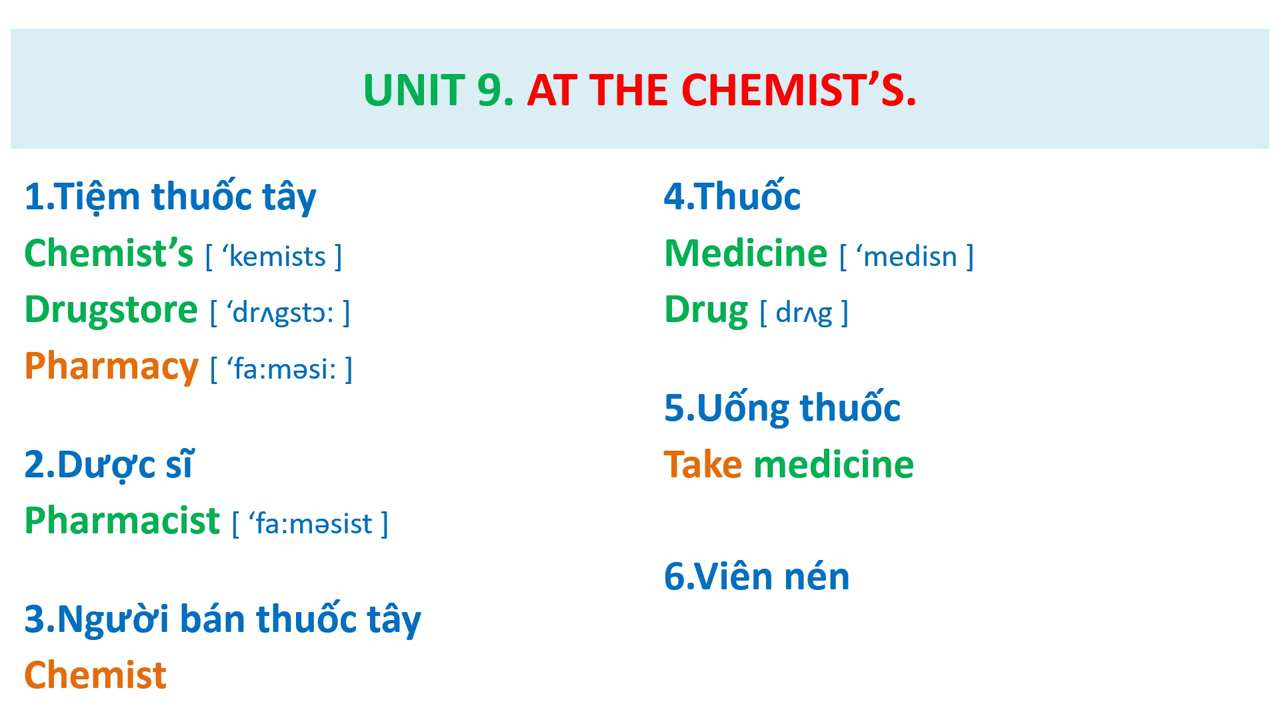 UNIT 9. AT THE CHEMIST’S.
1.Tiệm thuốc tây
Chemist’s [ ‘kemists ]
Drugstore [ ‘drʌgstɔ: ]
Pharmacy [ ‘fa:məsi: ]
2.Dược sĩ
Pharmacist [ ‘fa:məsist ]
3.Người bán thuốc tây
Chemist
4.Thuốc
Medicine [ ‘medisn ]
Drug [ drʌg ]
5.Uống thuốc
Take medicine
6.Viên nén